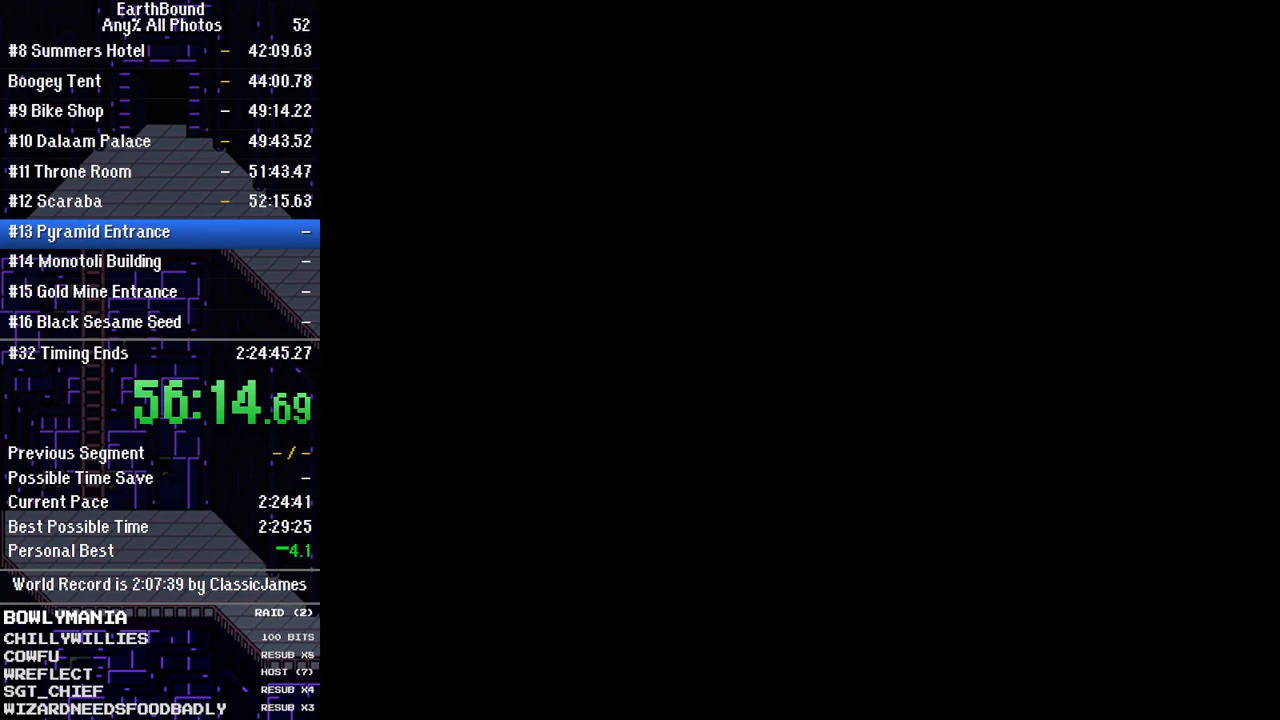 EarthBound
Any% All Photos 52
#8 Summers Hotel – 42:09.63
Boogey Tent – 44:00.78
#9 Bike Shop – 49:14.22
#10 Dalaam Palace – 49:43.52
#11 Throne Room – 51:43.47
#12 Scaraba – 52:15.63
#13 Pyramid Entrance –
#14 Monotoli Building –
#15 Gold Mine Entrance –
#16 Black Sesame Seed –
#32 Timing Ends 2:24:45.27
56:14.69
Previous Segment – / –
Possible Time Save –
Current Pace 2:24:41
Best Possible Time 2:29:25
Personal Best −4.1
World Record is 2:07:39 by ClassicJames
BOWLYMANIA RAID (2)
CHILLYWILLIES 100 BITS
COWFU RESUB X8
WREFLECT HOST (7)
SGT_CHIEF RESUB X4
WIZARDNEEDSFOODBADLY RESUB X3